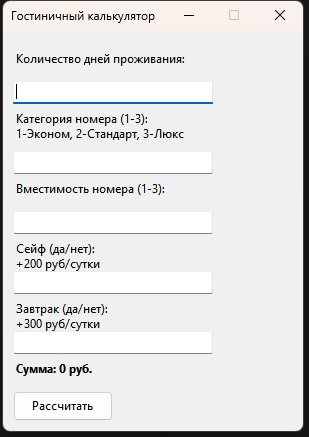 Гостиничный калькулятор
Количество дней проживания:
Категория номера (1-3):
1-Эконом, 2-Стандарт, 3-Люкс
Вместимость номера (1-3):
Сейф (да/нет):
+200 руб/сутки
Завтрак (да/нет):
+300 руб/сутки
Сумма: 0 руб.
Рассчитать